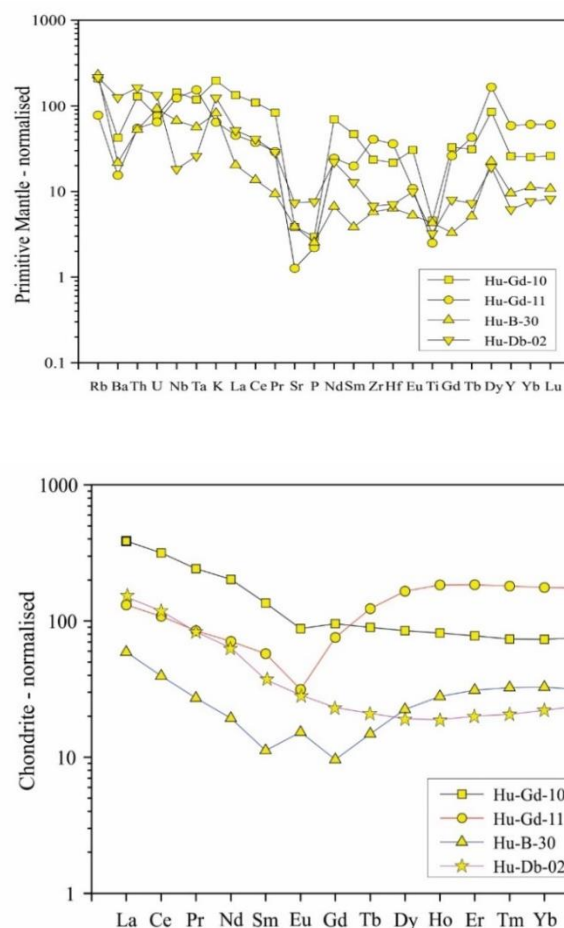 1000
100
10
1
0.1
Primitive Mantle - normalised
Hu-Gd-10
Hu-Gd-11
Hu-B-30
Hu-Db-02
Rb Ba Th U Nb Ta K La Ce Pr Sr P Nd Sm Zr Hf Eu Ti Gd Tb Dy Y Yb Lu
1000
100
10
1
Chondrite - normalised
Hu-Gd-10
Hu-Gd-11
Hu-B-30
Hu-Db-02
La Ce Pr Nd Sm Eu Gd Tb Dy Ho Er Tm Yb